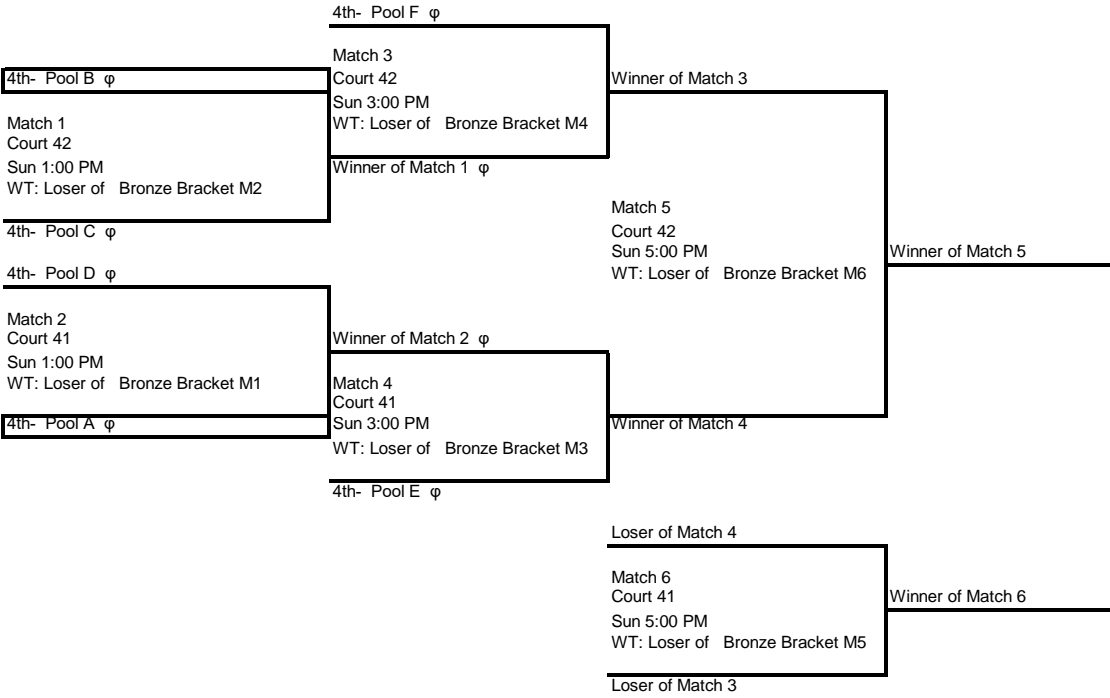 4th- Pool F φ
Match 3
Court 42
Sun 3:00 PM
WT: Loser of Bronze Bracket M4
4th- Pool B φ
Winner of Match 3
Match 1
Court 42
Sun 1:00 PM
WT: Loser of Bronze Bracket M2
Winner of Match 1 φ
4th- Pool C φ
Match 5
Court 42
Sun 5:00 PM
WT: Loser of Bronze Bracket M6
Winner of Match 5
4th- Pool D φ
Match 2
Court 41
Sun 1:00 PM
WT: Loser of Bronze Bracket M1
Winner of Match 2 φ
4th- Pool A φ
Match 4
Court 41
Sun 3:00 PM
WT: Loser of Bronze Bracket M3
Winner of Match 4
4th- Pool E φ
Loser of Match 4
Match 6
Court 41
Sun 5:00 PM
WT: Loser of Bronze Bracket M5
Winner of Match 6
Loser of Match 3